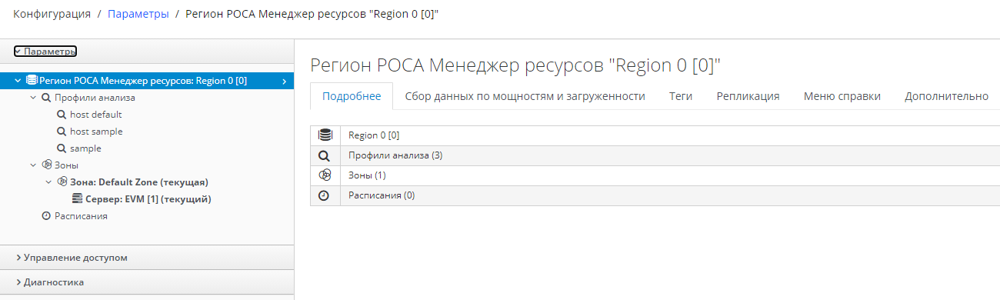 Конфигурация / Параметры / Регион РОСА Менеджер ресурсов "Region 0 [0]"
Параметры
Регион РОСА Менеджер ресурсов: Region 0 [0]
Профили анализа
host default
host sample
sample
Зоны
Зона: Default Zone (текущая)
Сервер: EVM [1] (текущий)
Расписания
Управление доступом
Диагностика
Регион РОСА Менеджер ресурсов "Region 0 [0]"
Подробнее Сбор данных по мощностям и загруженности Теги Репликация Меню справки Дополнительно
Region 0 [0]
Профили анализа (3)
Зоны (1)
Расписания (0)